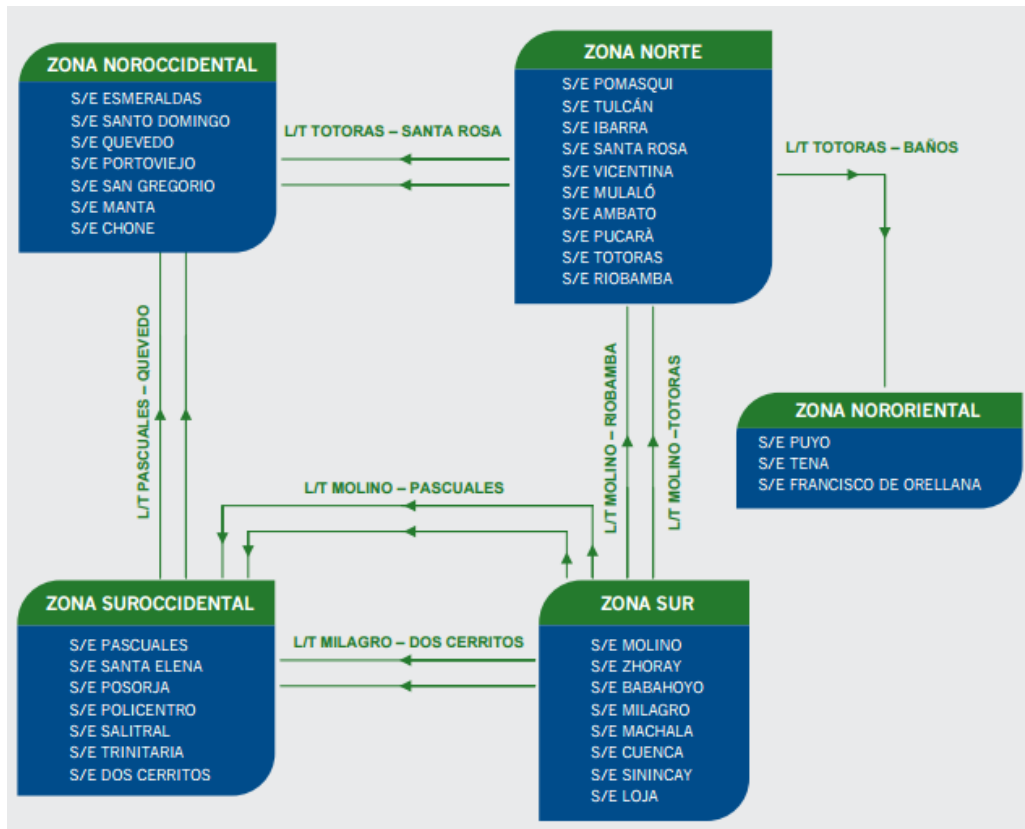 ZONA NOROCCIDENTAL
S/E ESMERALDAS
S/E SANTO DOMINGO
S/E QUEVEDO
S/E PORTOVIEJO
S/E SAN GREGORIO
S/E MANTA
S/E CHONE
L/T TOTORAS – SANTA ROSA
ZONA NORTE
S/E POMASQUI
S/E TULCÁN
S/E IBARRA
S/E SANTA ROSA
S/E VICENTINA
S/E MULALÓ
S/E AMBATO
S/E PUCARÀ
S/E TOTORAS
S/E RIOBAMBA
L/T TOTORAS – BAÑOS
L/T PASCUALES – QUEVEDO
L/T MOLINO – RIOBAMBA
L/T MOLINO –TOTORAS
ZONA NORORIENTAL
S/E PUYO
S/E TENA
S/E FRANCISCO DE ORELLANA
L/T MOLINO – PASCUALES
ZONA SUROCCIDENTAL
S/E PASCUALES
S/E SANTA ELENA
S/E POSORJA
S/E POLICENTRO
S/E SALITRAL
S/E TRINITARIA
S/E DOS CERRITOS
L/T MILAGRO – DOS CERRITOS
ZONA SUR
S/E MOLINO
S/E ZHORAY
S/E BABAHOYO
S/E MILAGRO
S/E MACHALA
S/E CUENCA
S/E SININCAY
S/E LOJA